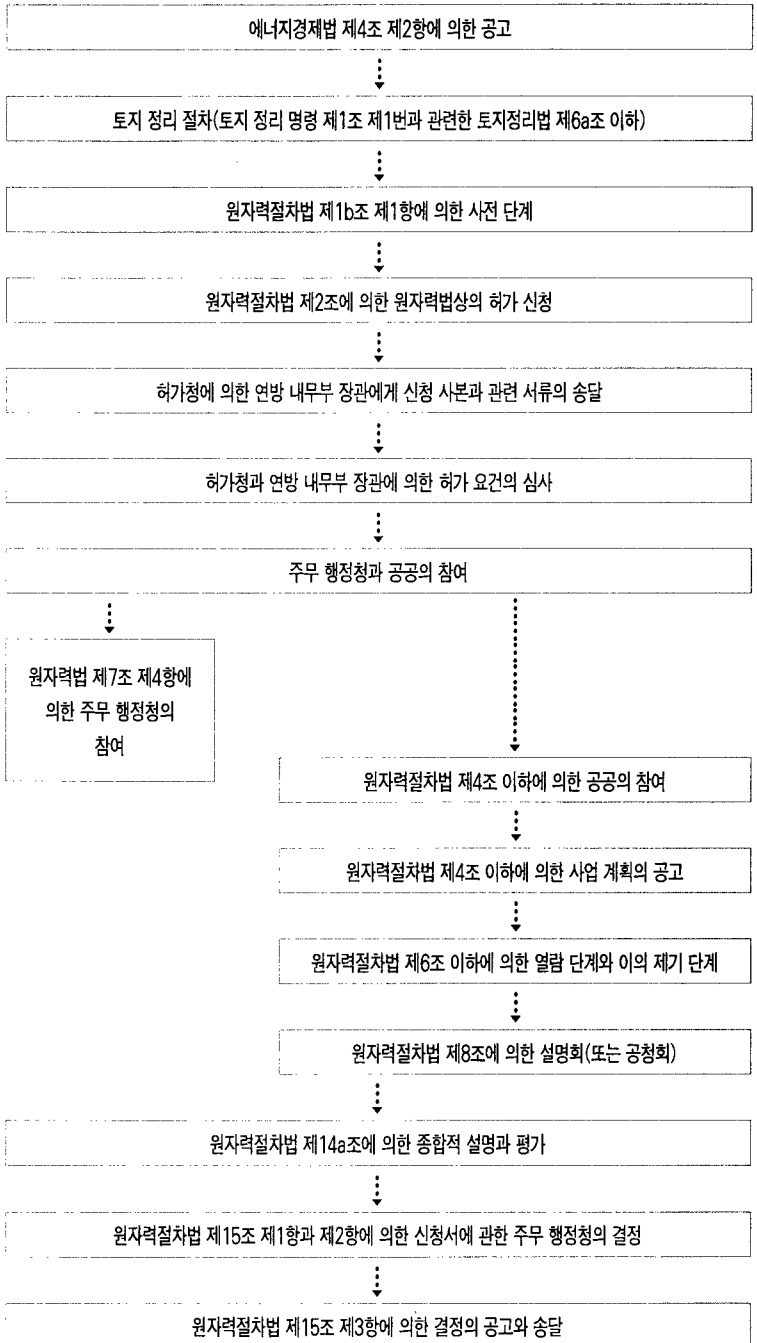 에너지경제법 제4조 제2항에 의한 공고
토지 정리 절차(토지 정리 명령 제1조 제1번과 관련한 토지정리법 제6a조 이하)
원자력절차법 제1b조 제1항에 의한 사전 단계
원자력절차법 제2조에 의한 원자력법상의 허가 신청
허가청에 의한 연방 내무부 장관에게 신청 사본과 관련 서류의 송달
허가청과 연방 내무부 장관에 의한 허가 요건의 심사
주무 행정청과 공공의 참여
원자력법 제7조 제4항에
의한 주무 행정청의
참여
원자력절차법 제4조 이하에 의한 공공의 참여
원자력절차법 제4조 이하에 의한 사업 계획의 공고
원자력절차법 제6조 이하에 의한 열람 단계와 이의 제기 단계
원자력절차법 제8조에 의한 설명회(또는 공청회)
원자력절차법 제14a조에 의한 종합적 설명과 평가
원자력절차법 제15조 제1항과 제2항에 의한 신청서에 관한 주무 행정청의 결정
원자력절차법 제15조 제3항에 의한 결정의 공고와 송달